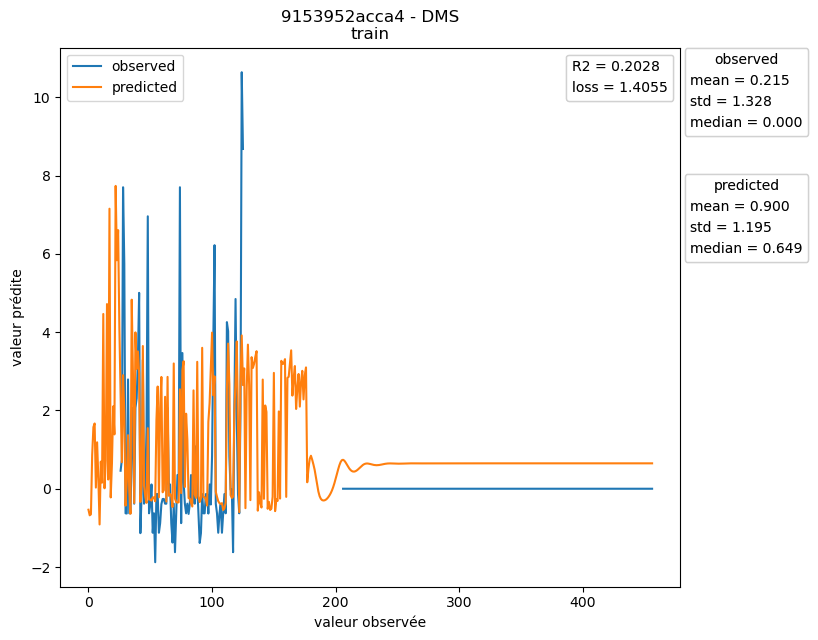 9153952acca4 - DMS
train
observed
predicted
R2 = 0.2028
loss = 1.4055
observed
mean = 0.215
std = 1.328
median = 0.000
predicted
mean = 0.900
std = 1.195
median = 0.649
valeur prédite
10
8
6
4
2
0
−2
0
100
200
300
400
valeur observée